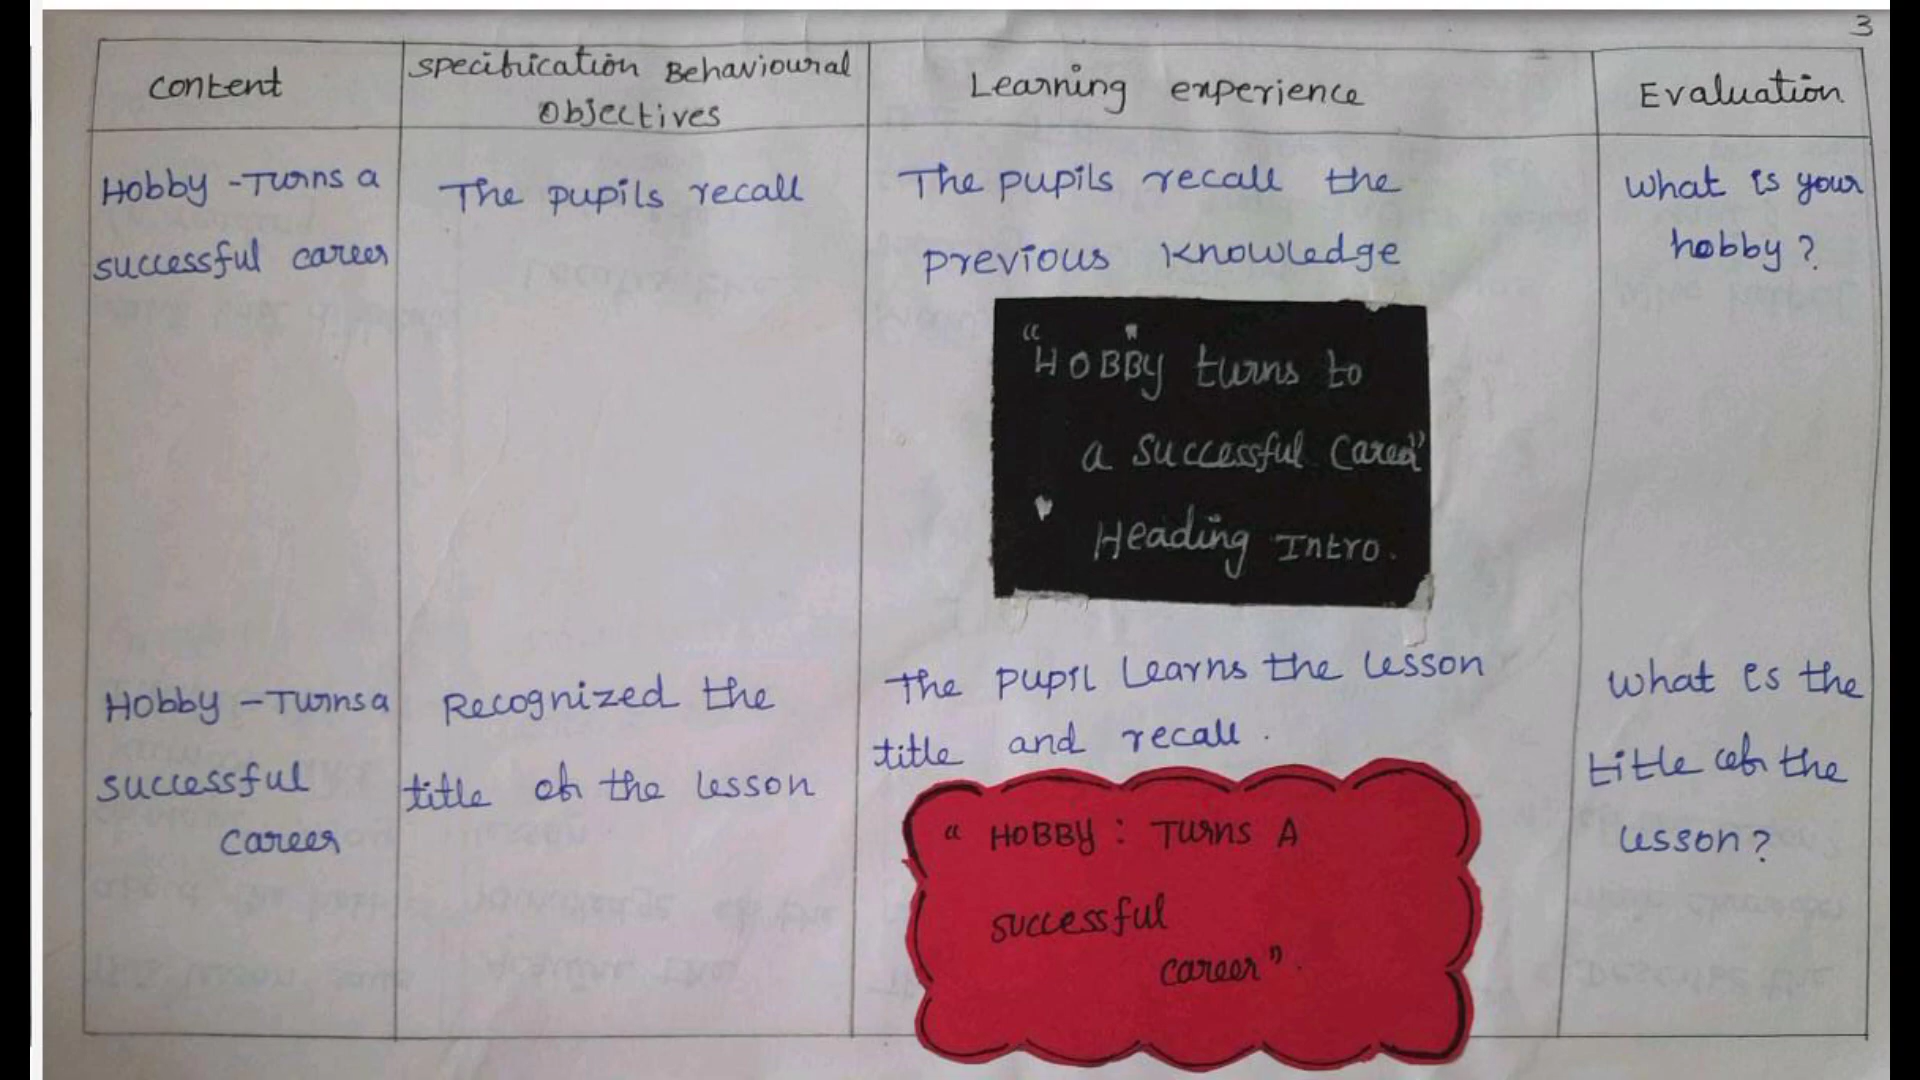 3
Content
Specification Behavioural
Objectives
Learning experience
Evaluation
Hobby - Turns a
successful career
The pupils recall
The pupils recall the
previous knowledge
"HOBBY turns to
a successful Career"
Heading Intro.
What is your
hobby?
Hobby - Turns a
successful
career
Recognized the
title of the lesson
The pupil learns the lesson
title and recall.
"HOBBY: TURNS A
successful
career".
What is the
title of the
lesson?